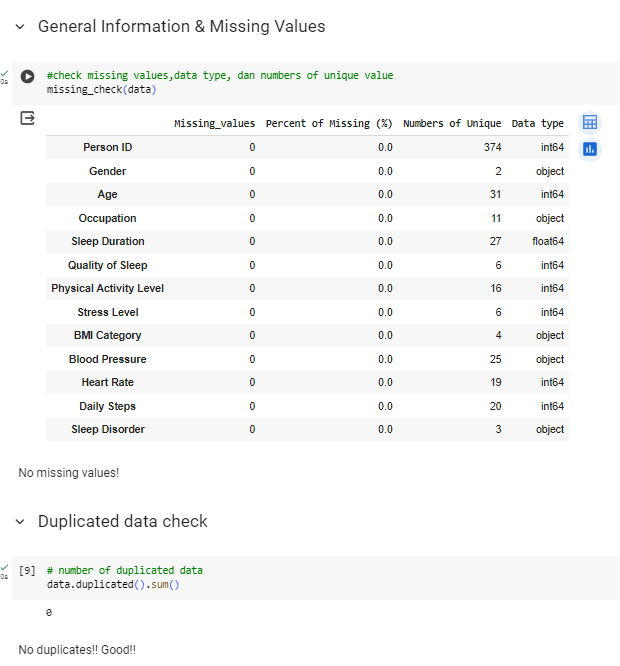 General Information & Missing Values
0s
#check missing values,data type, dan numbers of unique value
missing_check(data)
Missing_values Percent of Missing (%) Numbers of Unique Data type
Person ID 0 0.0 374 int64
Gender 0 0.0 2 object
Age 0 0.0 31 int64
Occupation 0 0.0 11 object
Sleep Duration 0 0.0 27 float64
Quality of Sleep 0 0.0 6 int64
Physical Activity Level 0 0.0 16 int64
Stress Level 0 0.0 6 int64
BMI Category 0 0.0 4 object
Blood Pressure 0 0.0 25 object
Heart Rate 0 0.0 19 int64
Daily Steps 0 0.0 20 int64
Sleep Disorder 0 0.0 3 object
No missing values!
Duplicated data check
0s
[9] # number of duplicated data
data.duplicated().sum()
0
No duplicates!! Good!!